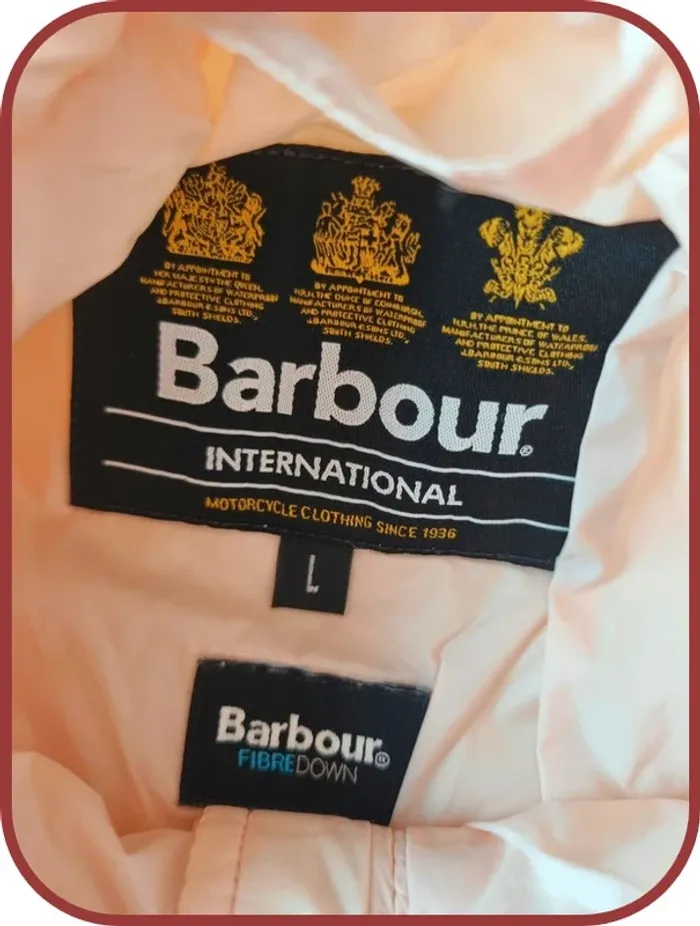 BY APPOINTMENT TO
HER MAJESTY THE QUEEN,
MANUFACTURERS OF WATERPROOF
AND PROTECTIVE CLOTHING
J.BARBOUR & SONS LTD.,
SOUTH SHIELDS.
BY APPOINTMENT TO
H.R.H. THE DUKE OF EDINBURGH,
MANUFACTURERS OF WATERPROOF
AND PROTECTIVE CLOTHING
J.BARBOUR & SONS LTD.,
SOUTH SHIELDS.
BY APPOINTMENT TO
H.R.H. THE PRINCE OF WALES,
MANUFACTURERS OF WATERPROOF
AND PROTECTIVE CLOTHING
J.BARBOUR & SONS LTD.,
SOUTH SHIELDS.
Barbour®
INTERNATIONAL
MOTORCYCLE CLOTHING SINCE 1936
L
Barbour®
FIBREDOWN